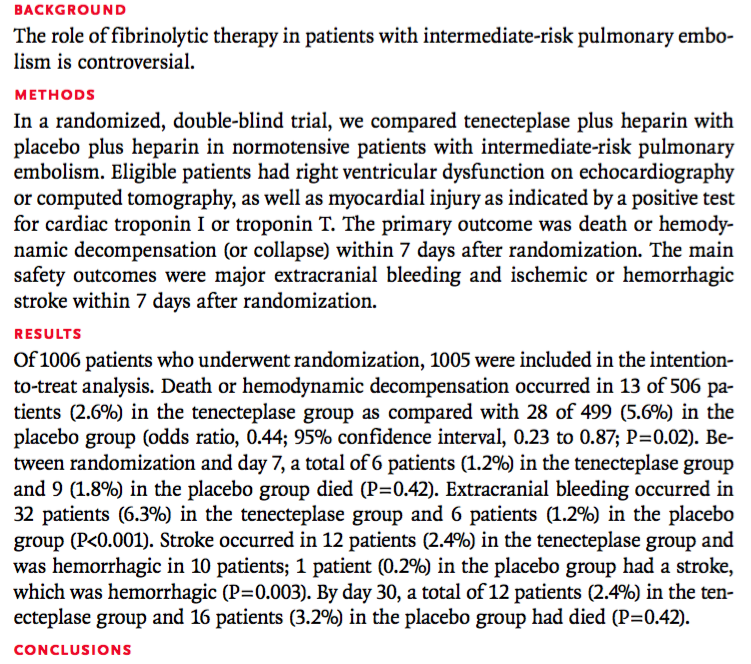 BACKGROUND
The role of fibrinolytic therapy in patients with intermediate-risk pulmonary embo-
lism is controversial.
METHODS
In a randomized, double-blind trial, we compared tenecteplase plus heparin with
placebo plus heparin in normotensive patients with intermediate-risk pulmonary
embolism. Eligible patients had right ventricular dysfunction on echocardiography
or computed tomography, as well as myocardial injury as indicated by a positive test
for cardiac troponin I or troponin T. The primary outcome was death or hemody-
namic decompensation (or collapse) within 7 days after randomization. The main
safety outcomes were major extracranial bleeding and ischemic or hemorrhagic
stroke within 7 days after randomization.
RESULTS
Of 1006 patients who underwent randomization, 1005 were included in the intention-
to-treat analysis. Death or hemodynamic decompensation occurred in 13 of 506 pa-
tients (2.6%) in the tenecteplase group as compared with 28 of 499 (5.6%) in the
placebo group (odds ratio, 0.44; 95% confidence interval, 0.23 to 0.87; P=0.02). Be-
tween randomization and day 7, a total of 6 patients (1.2%) in the tenecteplase group
and 9 (1.8%) in the placebo group died (P=0.42). Extracranial bleeding occurred in
32 patients (6.3%) in the tenecteplase group and 6 patients (1.2%) in the placebo
group (P<0.001). Stroke occurred in 12 patients (2.4%) in the tenecteplase group and
was hemorrhagic in 10 patients; 1 patient (0.2%) in the placebo group had a stroke,
which was hemorrhagic (P=0.003). By day 30, a total of 12 patients (2.4%) in the ten-
ecteplase group and 16 patients (3.2%) in the placebo group had died (P=0.42).
CONCLUSIONS